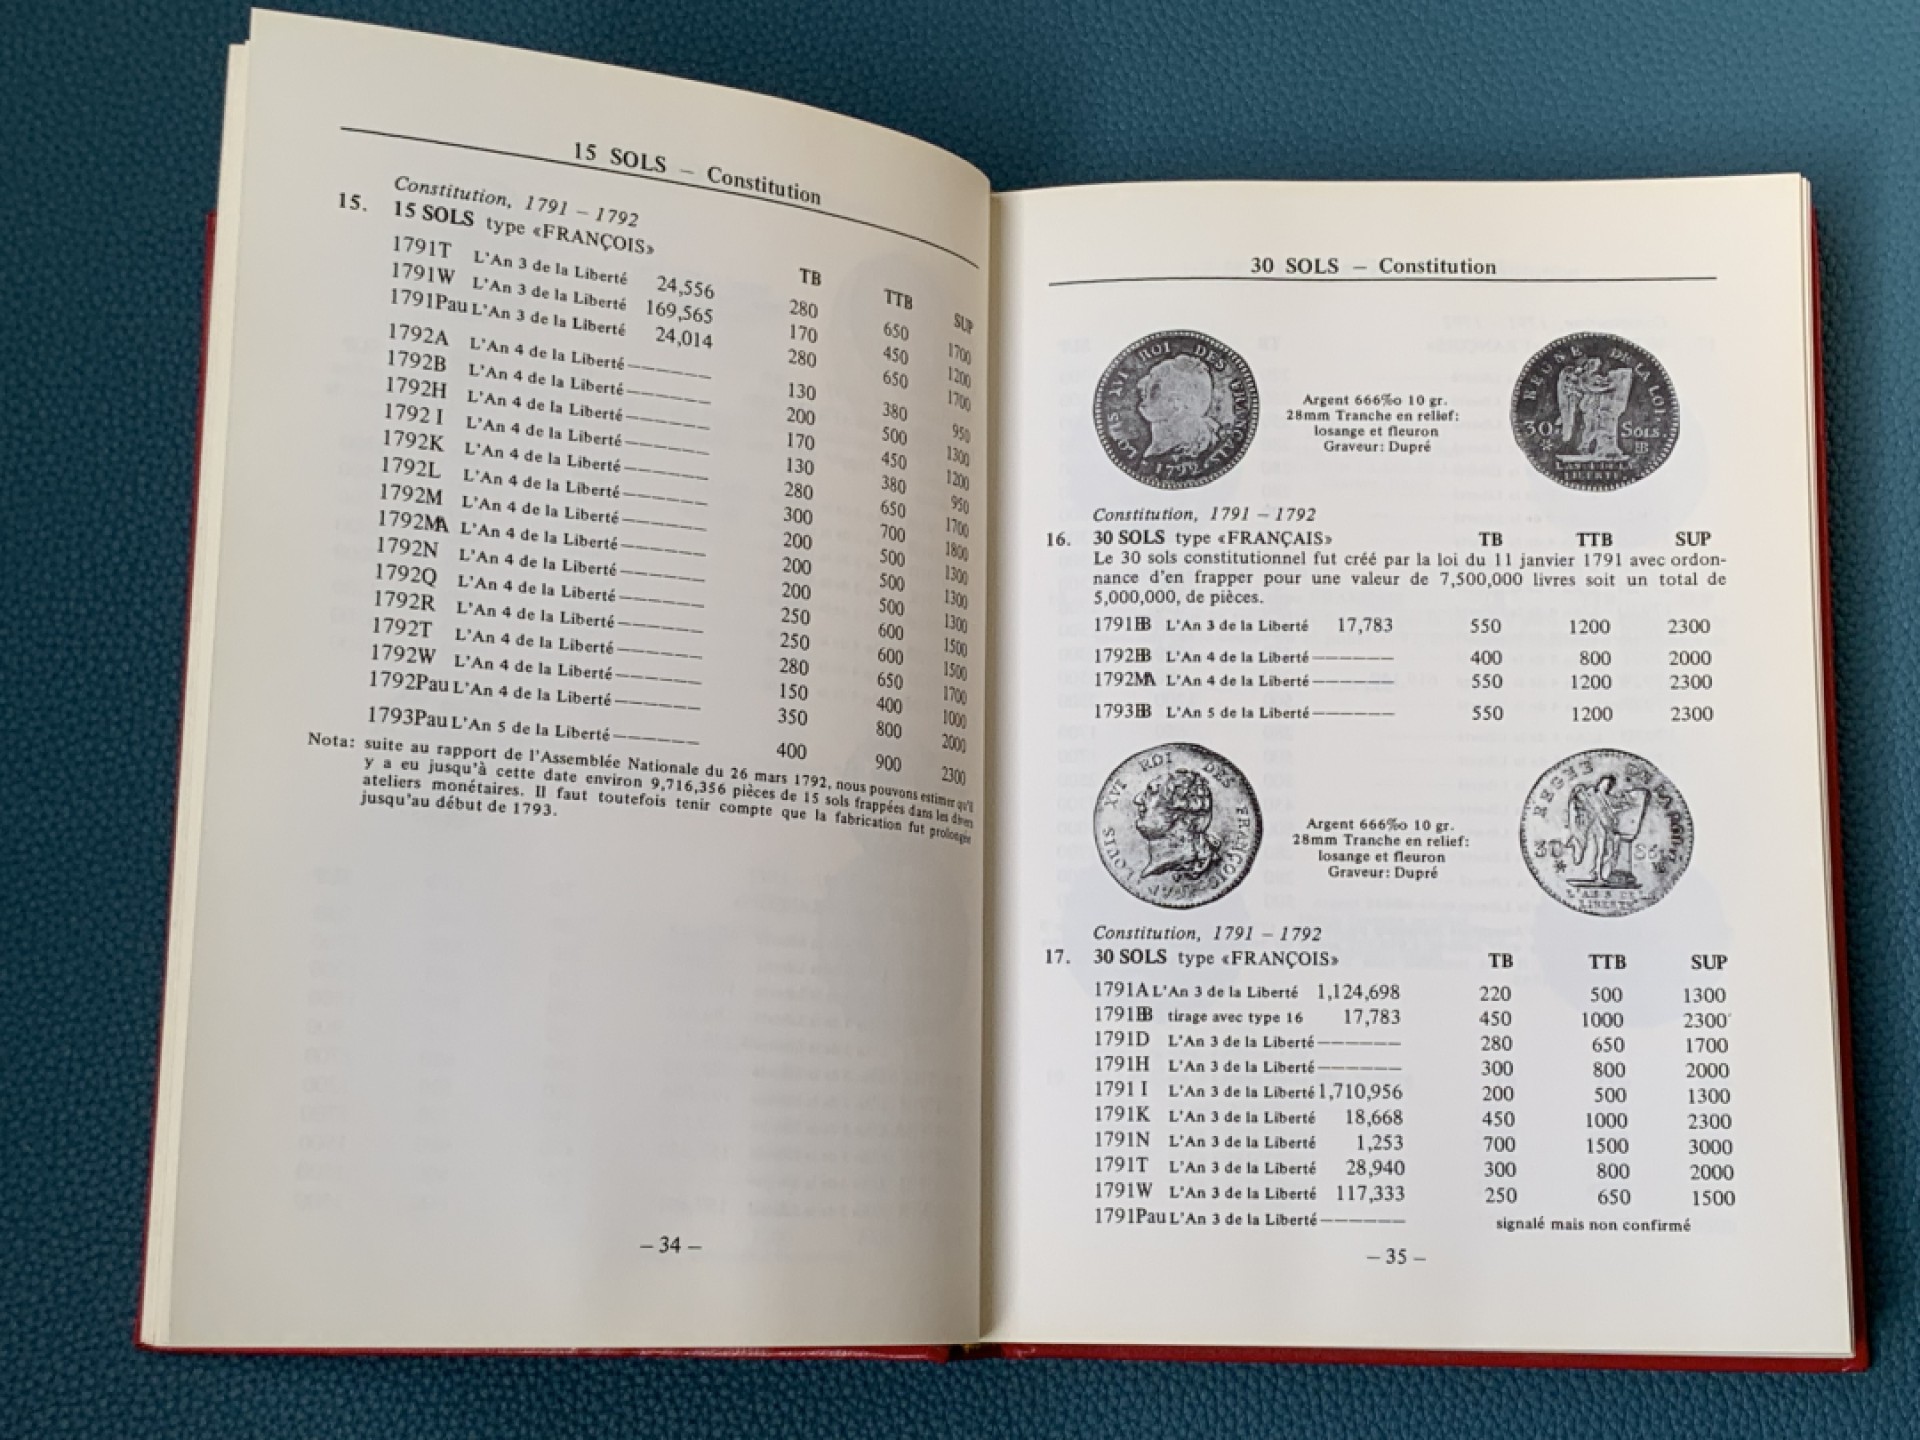 15 SOLS — Constitution
Constitution, 1791 – 1792
15. 15 SOLS type «FRANÇOIS»
TB TTB SUP
1791T L'An 3 de la Liberté 24,556 280 650 1700
1791W L'An 3 de la Liberté 169,565 170 450 1200
1791Pau L'An 3 de la Liberté 24,014 280 650 1700
1792A L'An 4 de la Liberté ——— 130 380 950
1792B L'An 4 de la Liberté ——— 200 500 1300
1792H L'An 4 de la Liberté ——— 170 450 1200
1792 I L'An 4 de la Liberté ——— 130 380 950
1792K L'An 4 de la Liberté ——— 280 650 1700
1792L L'An 4 de la Liberté ——— 300 700 1800
1792M L'An 4 de la Liberté ——— 200 500 1300
1792MA L'An 4 de la Liberté ——— 200 500 1300
1792N L'An 4 de la Liberté ——— 200 500 1300
1792Q L'An 4 de la Liberté ——— 250 600 1500
1792R L'An 4 de la Liberté ——— 250 600 1500
1792T L'An 4 de la Liberté ——— 280 650 1700
1792W L'An 4 de la Liberté ——— 150 400 1000
1792Pau L'An 4 de la Liberté ——— 350 800 2000
1793Pau L'An 5 de la Liberté ——— 400 900 2300
Nota: suite au rapport de l'Assemblée Nationale du 26 mars 1792, nous pouvons estimer qu'il
y a eu jusqu'à cette date environ 9,716,356 pièces de 15 sols frappées dans les divers
ateliers monétaires. Il faut toutefois tenir compte que la fabrication fut prolongée
jusqu'au début de 1793.
– 34 –
30 SOLS — Constitution
LOUIS XVI ROI DES FRANÇAIS
1792
Argent 666‰ 10 gr.
28mm Tranche en relief:
losange et fleuron
Graveur: Dupré
REGNE DE LA LOI
30 SOLS
BB
LIBERTE
Constitution, 1791 – 1792
16. 30 SOLS type «FRANÇAIS» TB TTB SUP
Le 30 sols constitutionnel fut créé par la loi du 11 janvier 1791 avec ordon-
nance d'en frapper pour une valeur de 7,500,000 livres soit un total de
5,000,000, de pièces.
1791BB L'An 3 de la Liberté 17,783 550 1200 2300
1792BB L'An 4 de la Liberté ——— 400 800 2000
1792MA L'An 4 de la Liberté ——— 550 1200 2300
1793BB L'An 5 de la Liberté ——— 550 1200 2300
LOUIS XVI ROI DES FRANÇOIS
Argent 666‰ 10 gr.
28mm Tranche en relief:
losange et fleuron
Graveur: Dupré
REGNE DE LA LOI
30
Constitution, 1791 – 1792
17. 30 SOLS type «FRANÇOIS» TB TTB SUP
1791A L'An 3 de la Liberté 1,124,698 220 500 1300
1791BB tirage avec type 16 17,783 450 1000 2300
1791D L'An 3 de la Liberté ——— 280 650 1700
1791H L'An 3 de la Liberté ——— 300 800 2000
1791 I L'An 3 de la Liberté 1,710,956 200 500 1300
1791K L'An 3 de la Liberté 18,668 450 1000 2300
1791N L'An 3 de la Liberté 1,253 700 1500 3000
1791T L'An 3 de la Liberté 28,940 300 800 2000
1791W L'An 3 de la Liberté 117,333 250 650 1500
1791Pau L'An 3 de la Liberté ——— signalé mais non confirmé
– 35 –